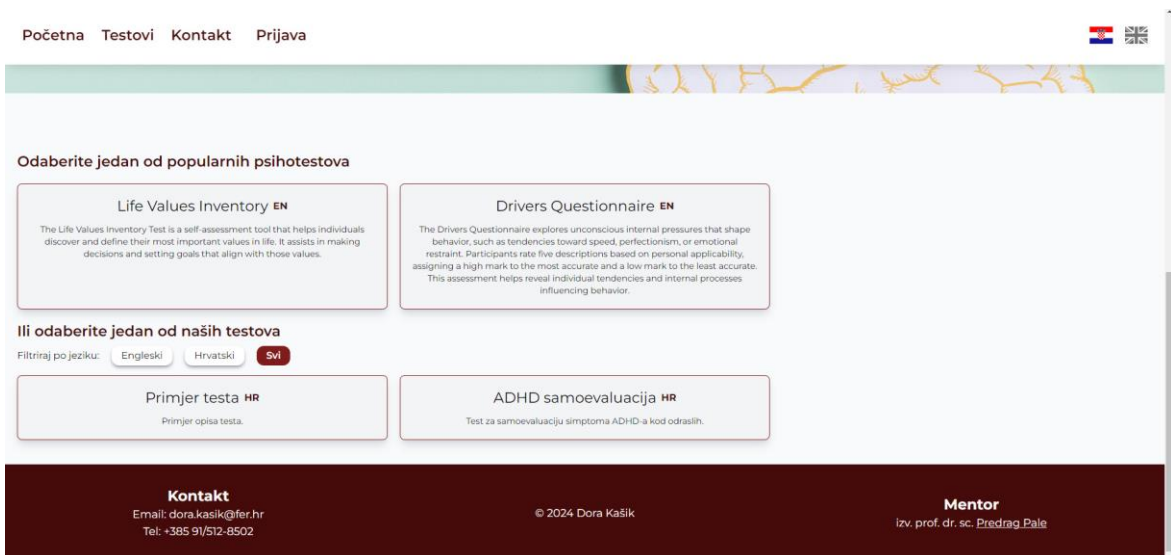 Početna Testovi Kontakt Prijava
Odaberite jedan od popularnih psihotestova
Life Values Inventory EN
The Life Values Inventory Test is a self-assessment tool that helps individuals
discover and define their most important values in life. It assists in making
decisions and setting goals that align with those values.
Drivers Questionnaire EN
The Drivers Questionnaire explores unconscious internal pressures that shape
behavior, such as tendencies toward speed, perfectionism, or emotional
restraint. Participants rate five descriptions based on personal applicability,
assigning a high mark to the most accurate and a low mark to the least accurate.
This assessment helps reveal individual tendencies and internal processes
influencing behavior.
Ili odaberite jedan od naših testova
Filtriraj po jeziku: Engleski Hrvatski Svi
Primjer testa HR
Primjer opisa testa.
ADHD samoevaluacija HR
Test za samoevaluaciju simptoma ADHD-a kod odraslih.
Kontakt
Email: dora.kasik@fer.hr
Tel: +385 91/512-8502
© 2024 Dora Kašik
Mentor
izv. prof. dr. sc. Predrag Pale